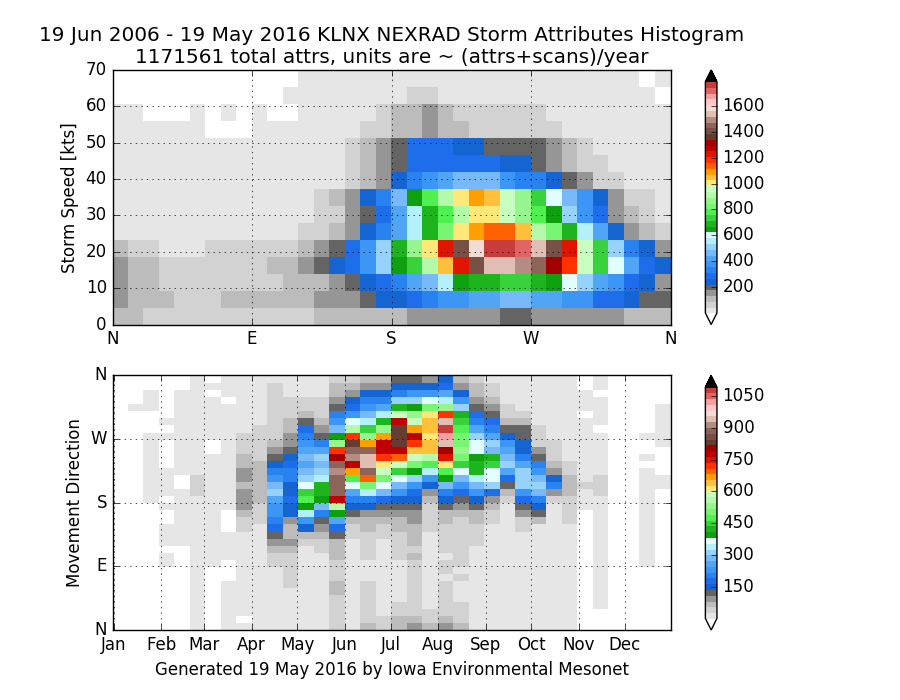 19 Jun 2006 - 19 May 2016 KLNX NEXRAD Storm Attributes Histogram
1171561 total attrs, units are ~ (attrs+scans)/year
70
60
50
40
30
20
10
0
Storm Speed [kts]
N E S W N
1600
1400
1200
1000
800
600
400
200
N
W
S
E
N
Movement Direction
Jan Feb Mar Apr May Jun Jul Aug Sep Oct Nov Dec
1050
900
750
600
450
300
150
Generated 19 May 2016 by Iowa Environmental Mesonet